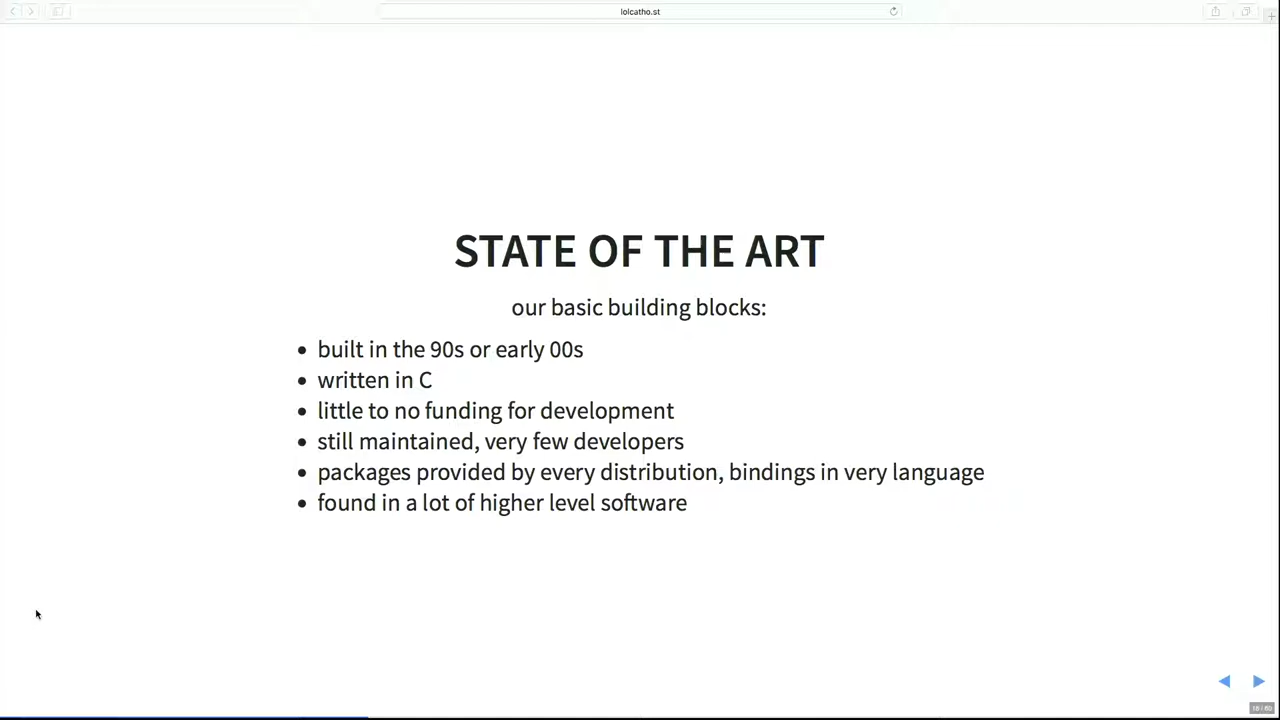 lolcatho.st
STATE OF THE ART
our basic building blocks:
• built in the 90s or early 00s
• written in C
• little to no funding for development
• still maintained, very few developers
• packages provided by every distribution, bindings in very language
• found in a lot of higher level software